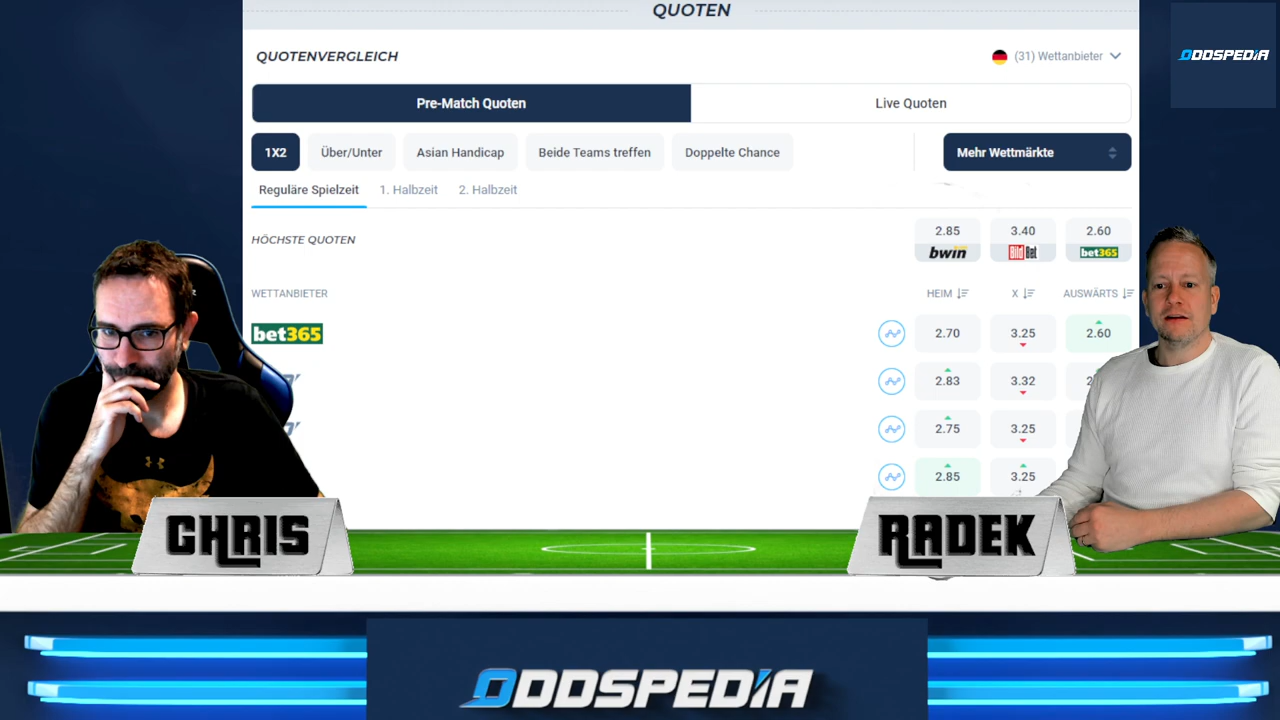 QUOTEN
QUOTENVERGLEICH
(31) Wettanbieter
ODDSPEDIA
Pre-Match Quoten
Live Quoten
1X2
Über/Unter
Asian Handicap
Beide Teams treffen
Doppelte Chance
Mehr Wettmärkte
Reguläre Spielzeit
1. Halbzeit
2. Halbzeit
HÖCHSTE QUOTEN
2.85
3.40
2.60
bwin
Bild Bet
bet365
WETTANBIETER
HEIM
X
AUSWÄRTS
bet365
2.70
3.25
2.60
2.83
3.32
2.75
3.25
2.85
3.25
CHRIS
RADEK
ODDSPEDIA